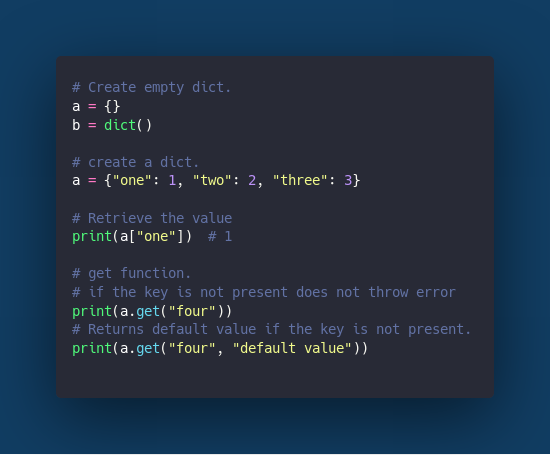 # Create empty dict.
a = {}
b = dict()

# create a dict.
a = {"one": 1, "two": 2, "three": 3}

# Retrieve the value
print(a["one"])  # 1

# get function.
# if the key is not present does not throw error
print(a.get("four"))
# Returns default value if the key is not present.
print(a.get("four", "default value"))